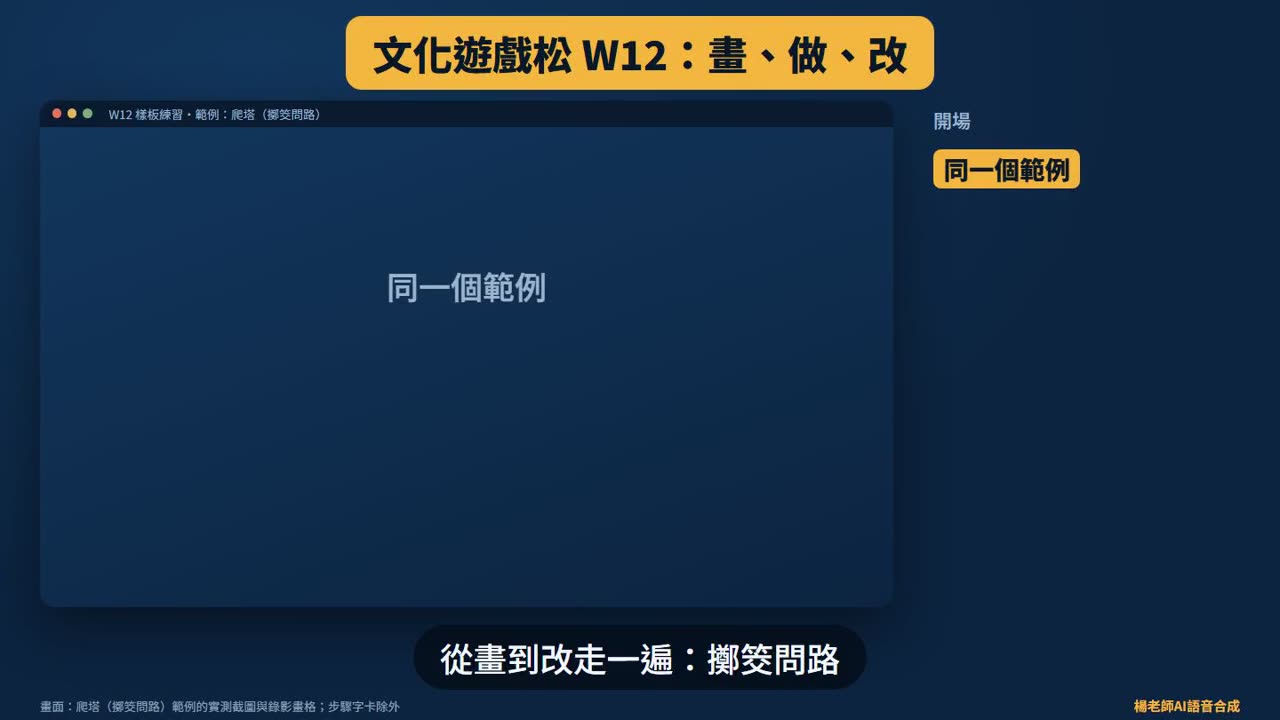 文化遊戲松 W12：畫、做、改
W12 樣板練習・範例：爬塔（擲筊問路）
開場
同一個範例
同一個範例
從畫到改走一遍：擲筊問路
畫面：爬塔（擲筊問路）範例的實測截圖與錄影畫格；步驟字卡除外
楊老師AI語音合成